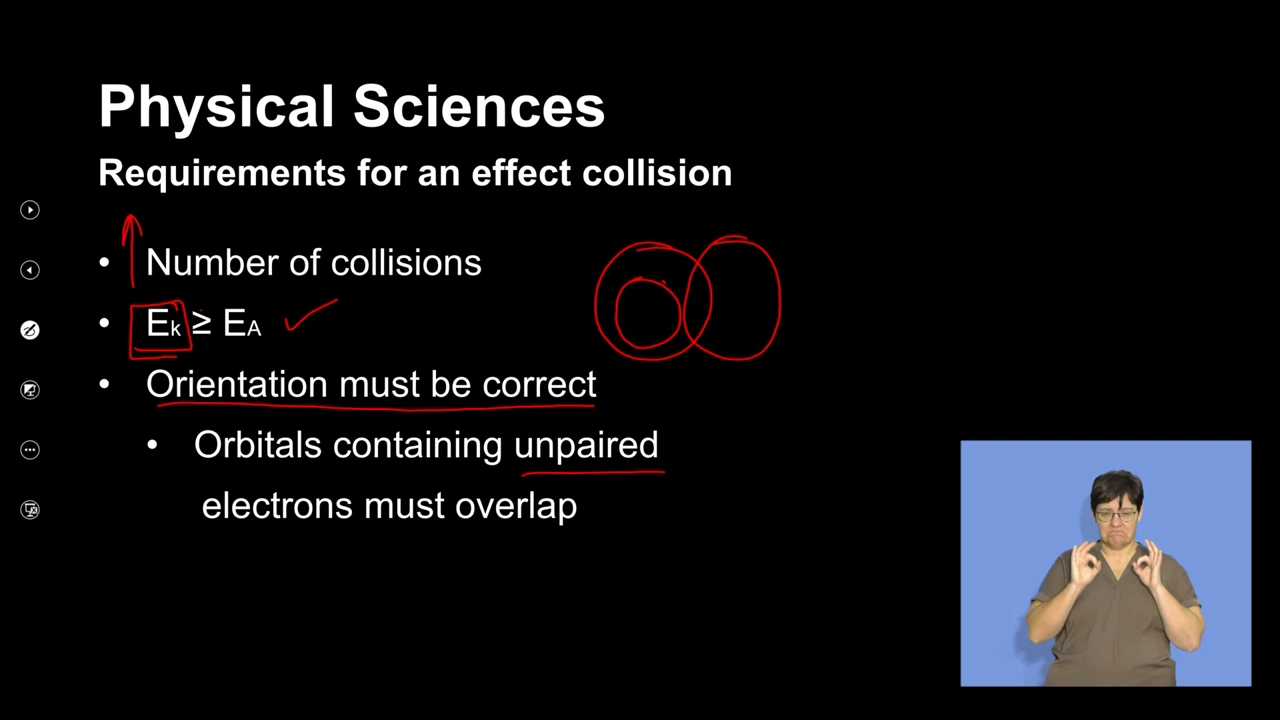 Physical Sciences
Requirements for an effect collision
• Number of collisions
• Ek ≥ EA
• Orientation must be correct
• Orbitals containing unpaired
electrons must overlap